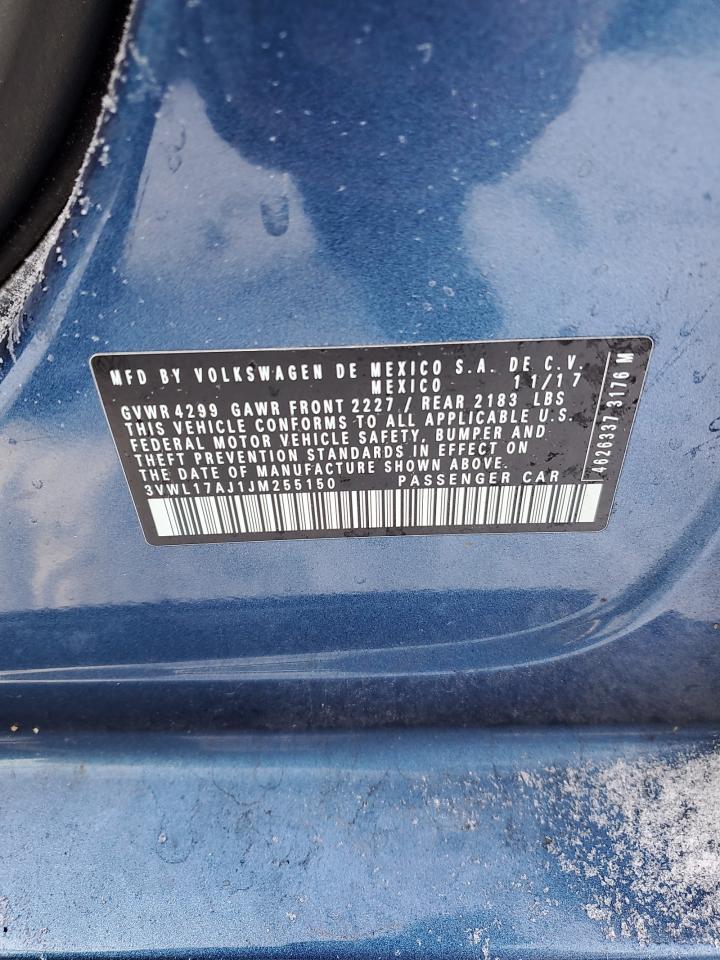 MFD BY VOLKSWAGEN DE MEXICO S.A. DE C.V.
MEXICO 11/17
GVWR 4299 GAWR FRONT 2227 / REAR 2183 LBS
THIS VEHICLE CONFORMS TO ALL APPLICABLE U.S.
FEDERAL MOTOR VEHICLE SAFETY, BUMPER AND
THEFT PREVENTION STANDARDS IN EFFECT ON
THE DATE OF MANUFACTURE SHOWN ABOVE.
3VWL17AJ1JM255150 PASSENGER CAR
4626337 3176 M